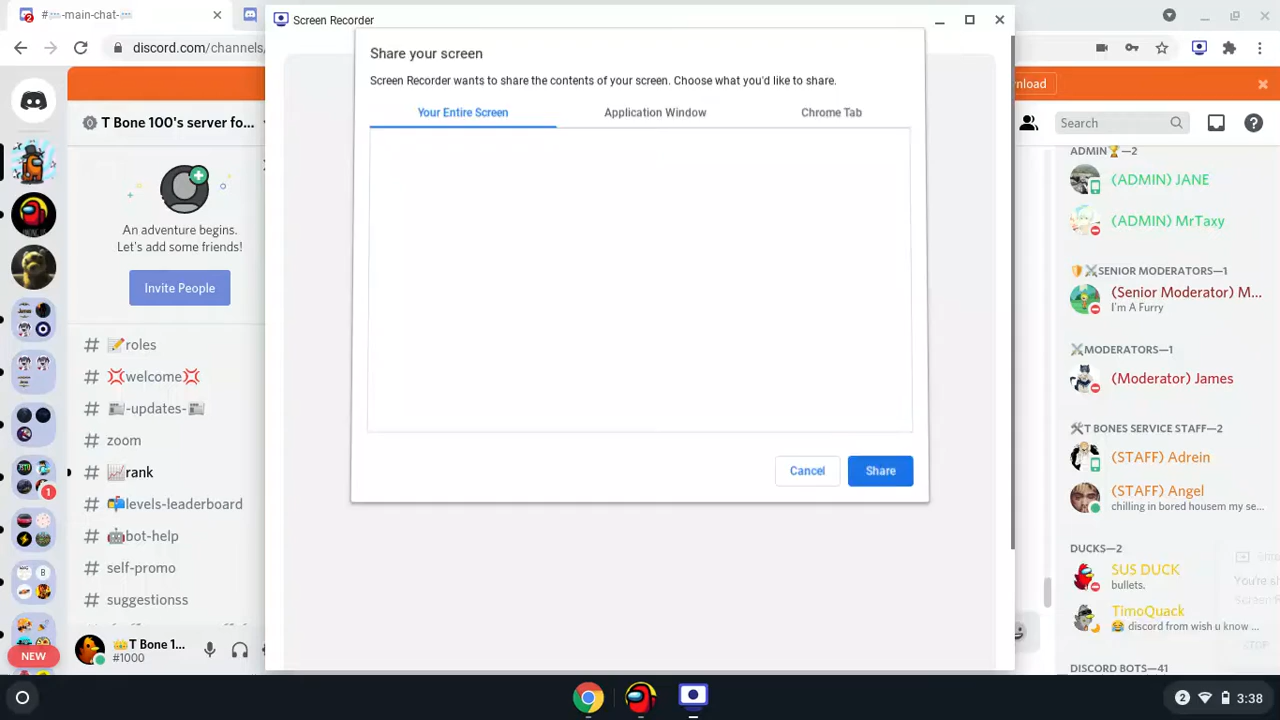 #💬-main-chat-💬
Screen Recorder
discord.com/channels/
Share your screen
Screen Recorder wants to share the contents of your screen. Choose what you'd like to share.
Your Entire Screen
Application Window
Chrome Tab
Cancel
Share
T Bone 100's server fo...
An adventure begins.
Let's add some friends!
Invite People
# 📝roles
# 💢welcome💢
# 📰-updates-📰
# zoom
# 📈rank
# 📬levels-leaderboard
# 🤖bot-help
# self-promo
# suggestionss
1
NEW
👑T Bone 1...
#1000
Search
ADMIN🏆—2
(ADMIN) JANE
(ADMIN) MrTaxy
🛡⚔SENIOR MODERATORS—1
(Senior Moderator) M...
I'm A Furry
⚔MODERATORS—1
(Moderator) James
🛠T BONES SERVICE STAFF—2
(STAFF) Adrein
(STAFF) Angel
chilling in bored housem my se...
DUCKS—2
SUS DUCK
bullets.
TimoQuack
😂 discord from wish u know ...
DISCORD BOTS—41
STOP
2
3:38